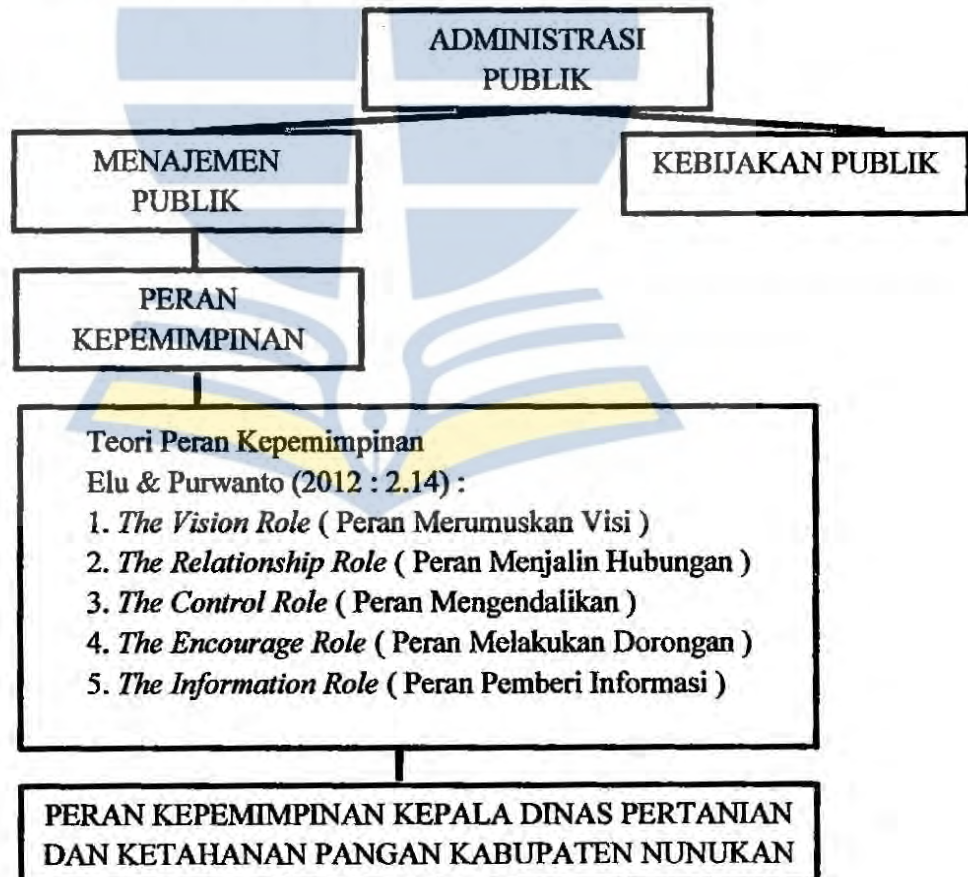 ADMINISTRASI
PUBLIK
MENAJEMEN
PUBLIK
KEBIJAKAN PUBLIK
PERAN
KEPEMIMPINAN
Teori Peran Kepemimpinan
Elu & Purwanto (2012 : 2.14) :
1. The Vision Role ( Peran Merumuskan Visi )
2. The Relationship Role ( Peran Menjalin Hubungan )
3. The Control Role ( Peran Mengendalikan )
4. The Encourage Role ( Peran Melakukan Dorongan )
5. The Information Role ( Peran Pemberi Informasi )
PERAN KEPEMIMPINAN KEPALA DINAS PERTANIAN
DAN KETAHANAN PANGAN KABUPATEN NUNUKAN